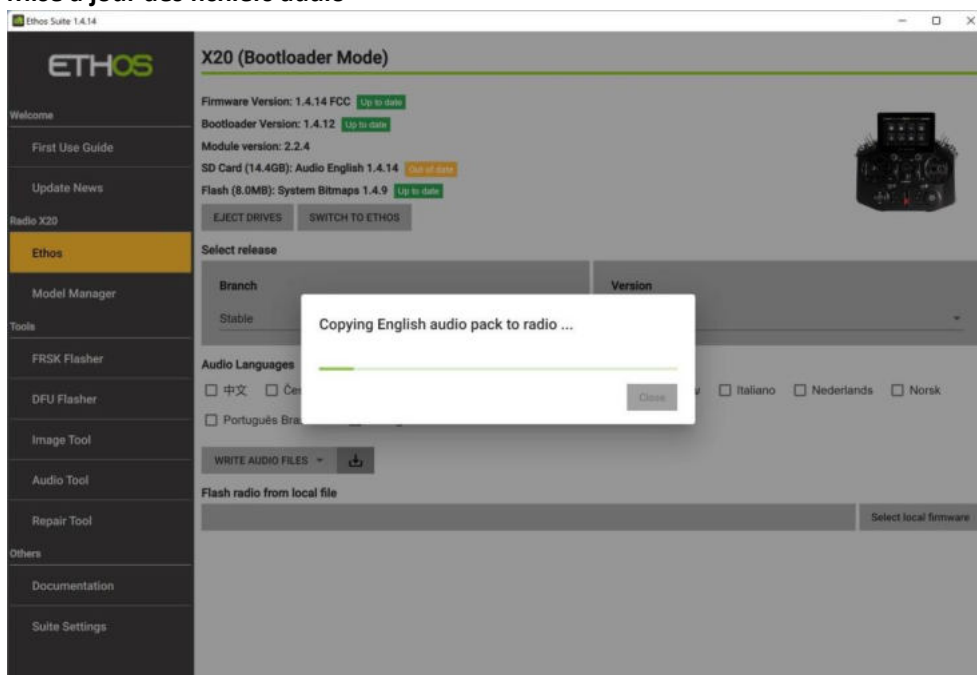 Ethos Suite 1.4.14
ETHOS
X20 (Bootloader Mode)
Firmware Version: 1.4.14 FCC Up to date
Bootloader Version: 1.4.12 Up to date
Module version: 2.2.4
SD Card (14.4GB): Audio English 1.4.14 Out of date
Flash (8.0MB): System Bitmaps 1.4.9 Up to date
EJECT DRIVES SWITCH TO ETHOS
Welcome
First Use Guide
Update News
Radio X20
Ethos
Model Manager
Tools
FRSK Flasher
DFU Flasher
Image Tool
Audio Tool
Repair Tool
Others
Documentation
Suite Settings
Select release
Branch Version
Stable
Copying English audio pack to radio ...
Close
Audio Languages
中文 Italiano Nederlands Norsk
Português
WRITE AUDIO FILES
Flash radio from local file
Select local firmware